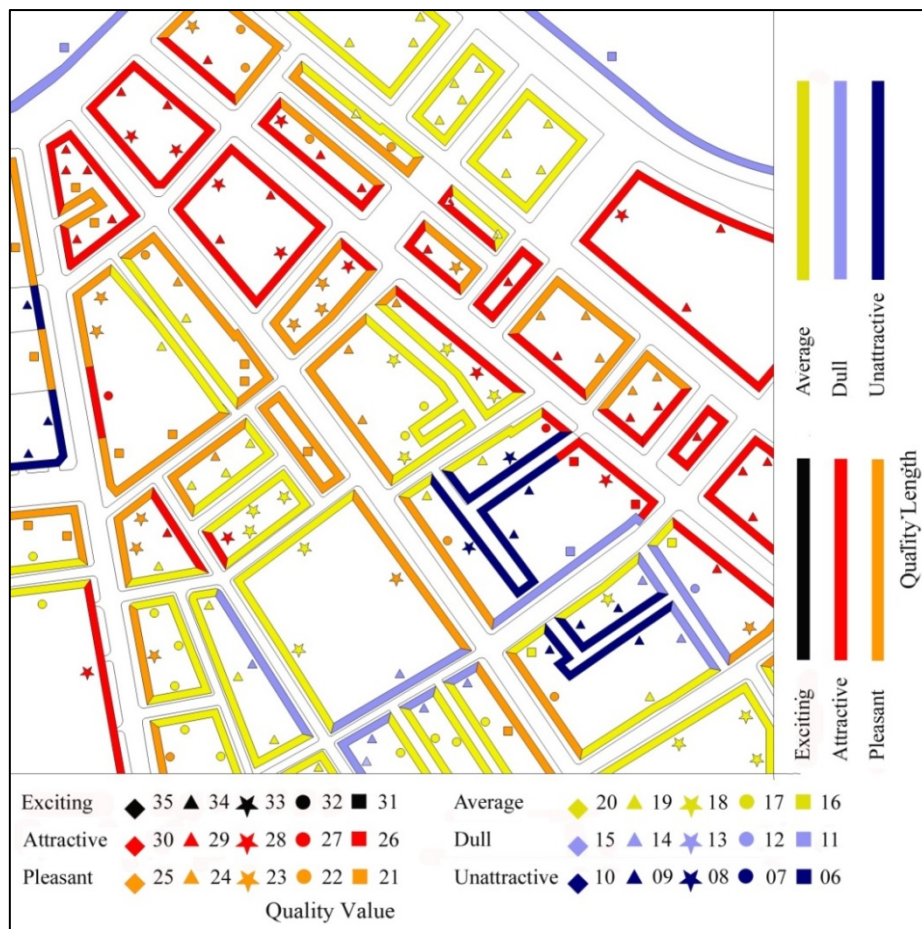 Average
Dull
Unattractive
Exciting
Attractive
Pleasant
Quality Length
Exciting 35 34 33 32 31
Attractive 30 29 28 27 26
Pleasant 25 24 23 22 21
Average 20 19 18 17 16
Dull 15 14 13 12 11
Unattractive 10 09 08 07 06
Quality Value